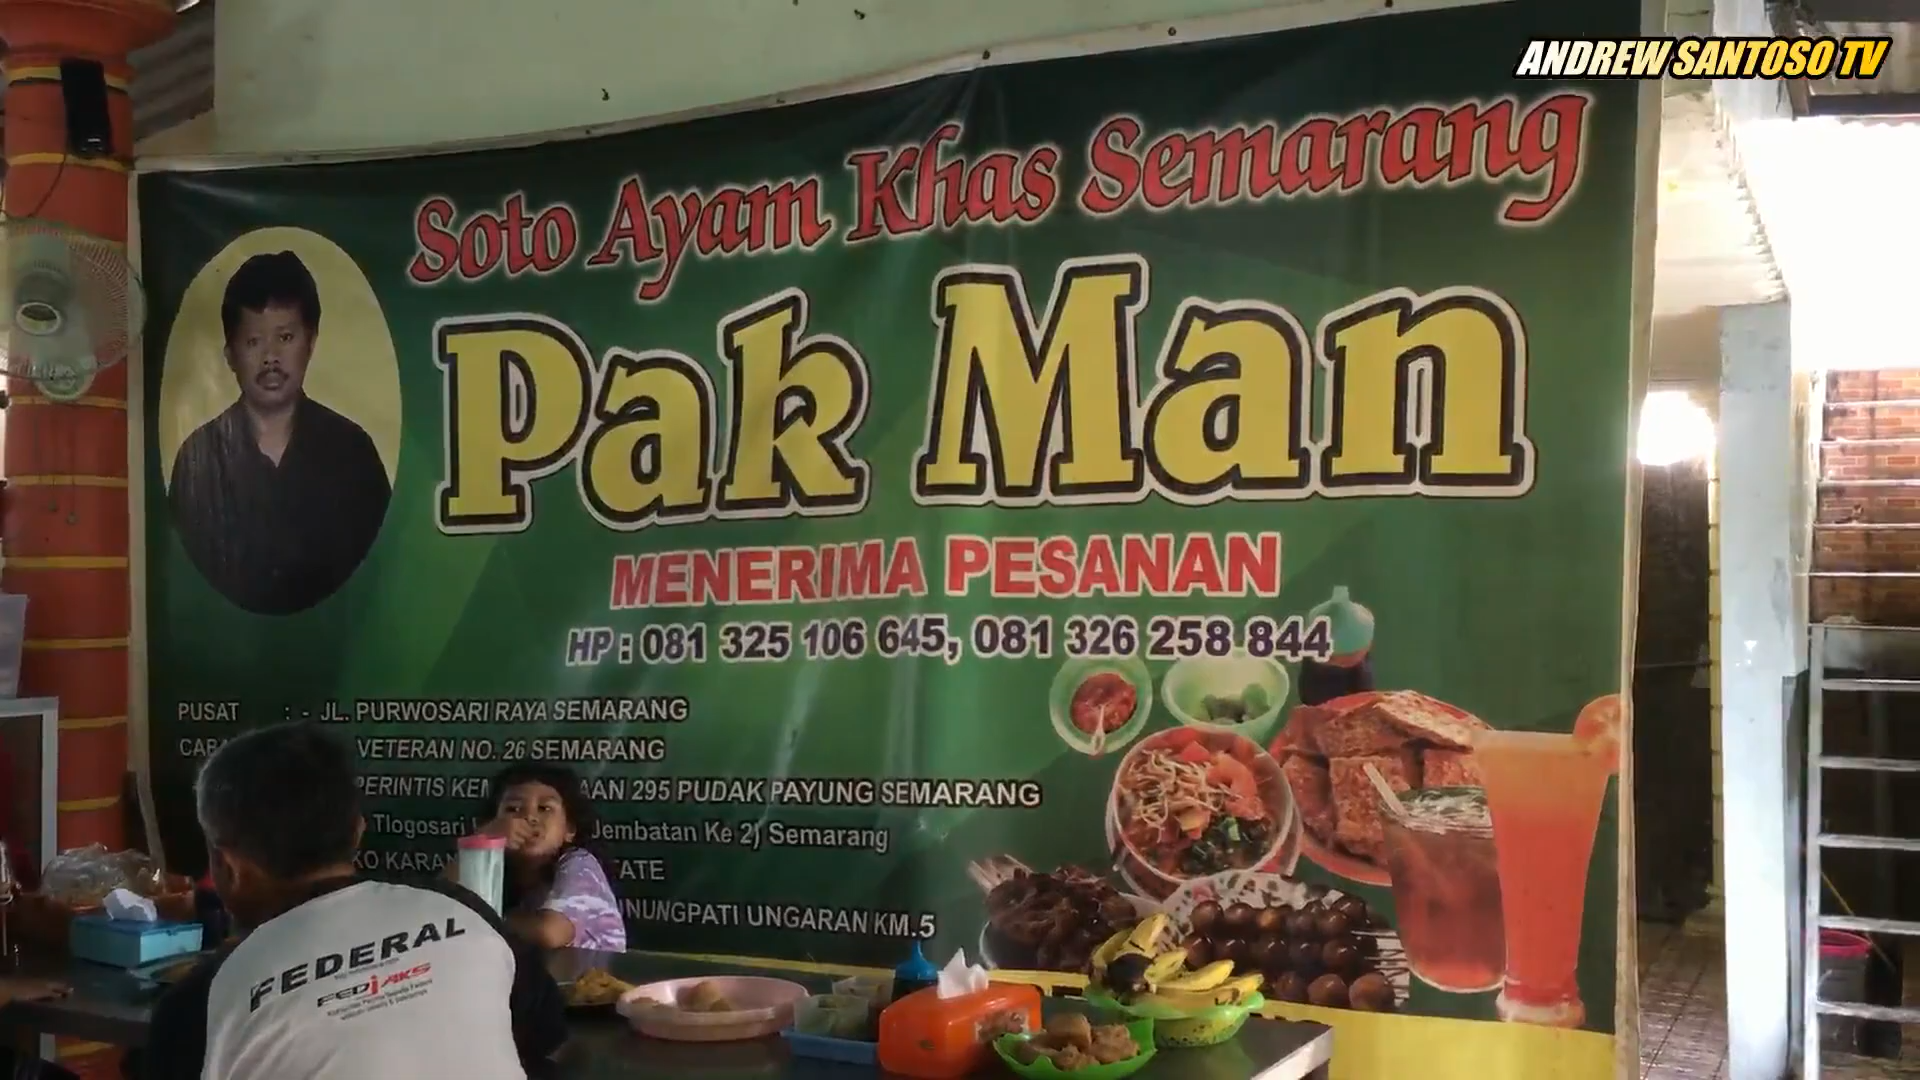 ANDREW SANTOSO TV
Soto Ayam Khas Semarang
Pak Man
MENERIMA PESANAN
HP : 081 325 106 645, 081 326 258 844
PUSAT : - JL. PURWOSARI RAYA SEMARANG
VETERAN NO. 26 SEMARANG
PERINTIS 295 PUDAK PAYUNG SEMARANG
Tlogosari Jembatan Ke 2) Semarang
UNGARAN KM.5
FEDERAL